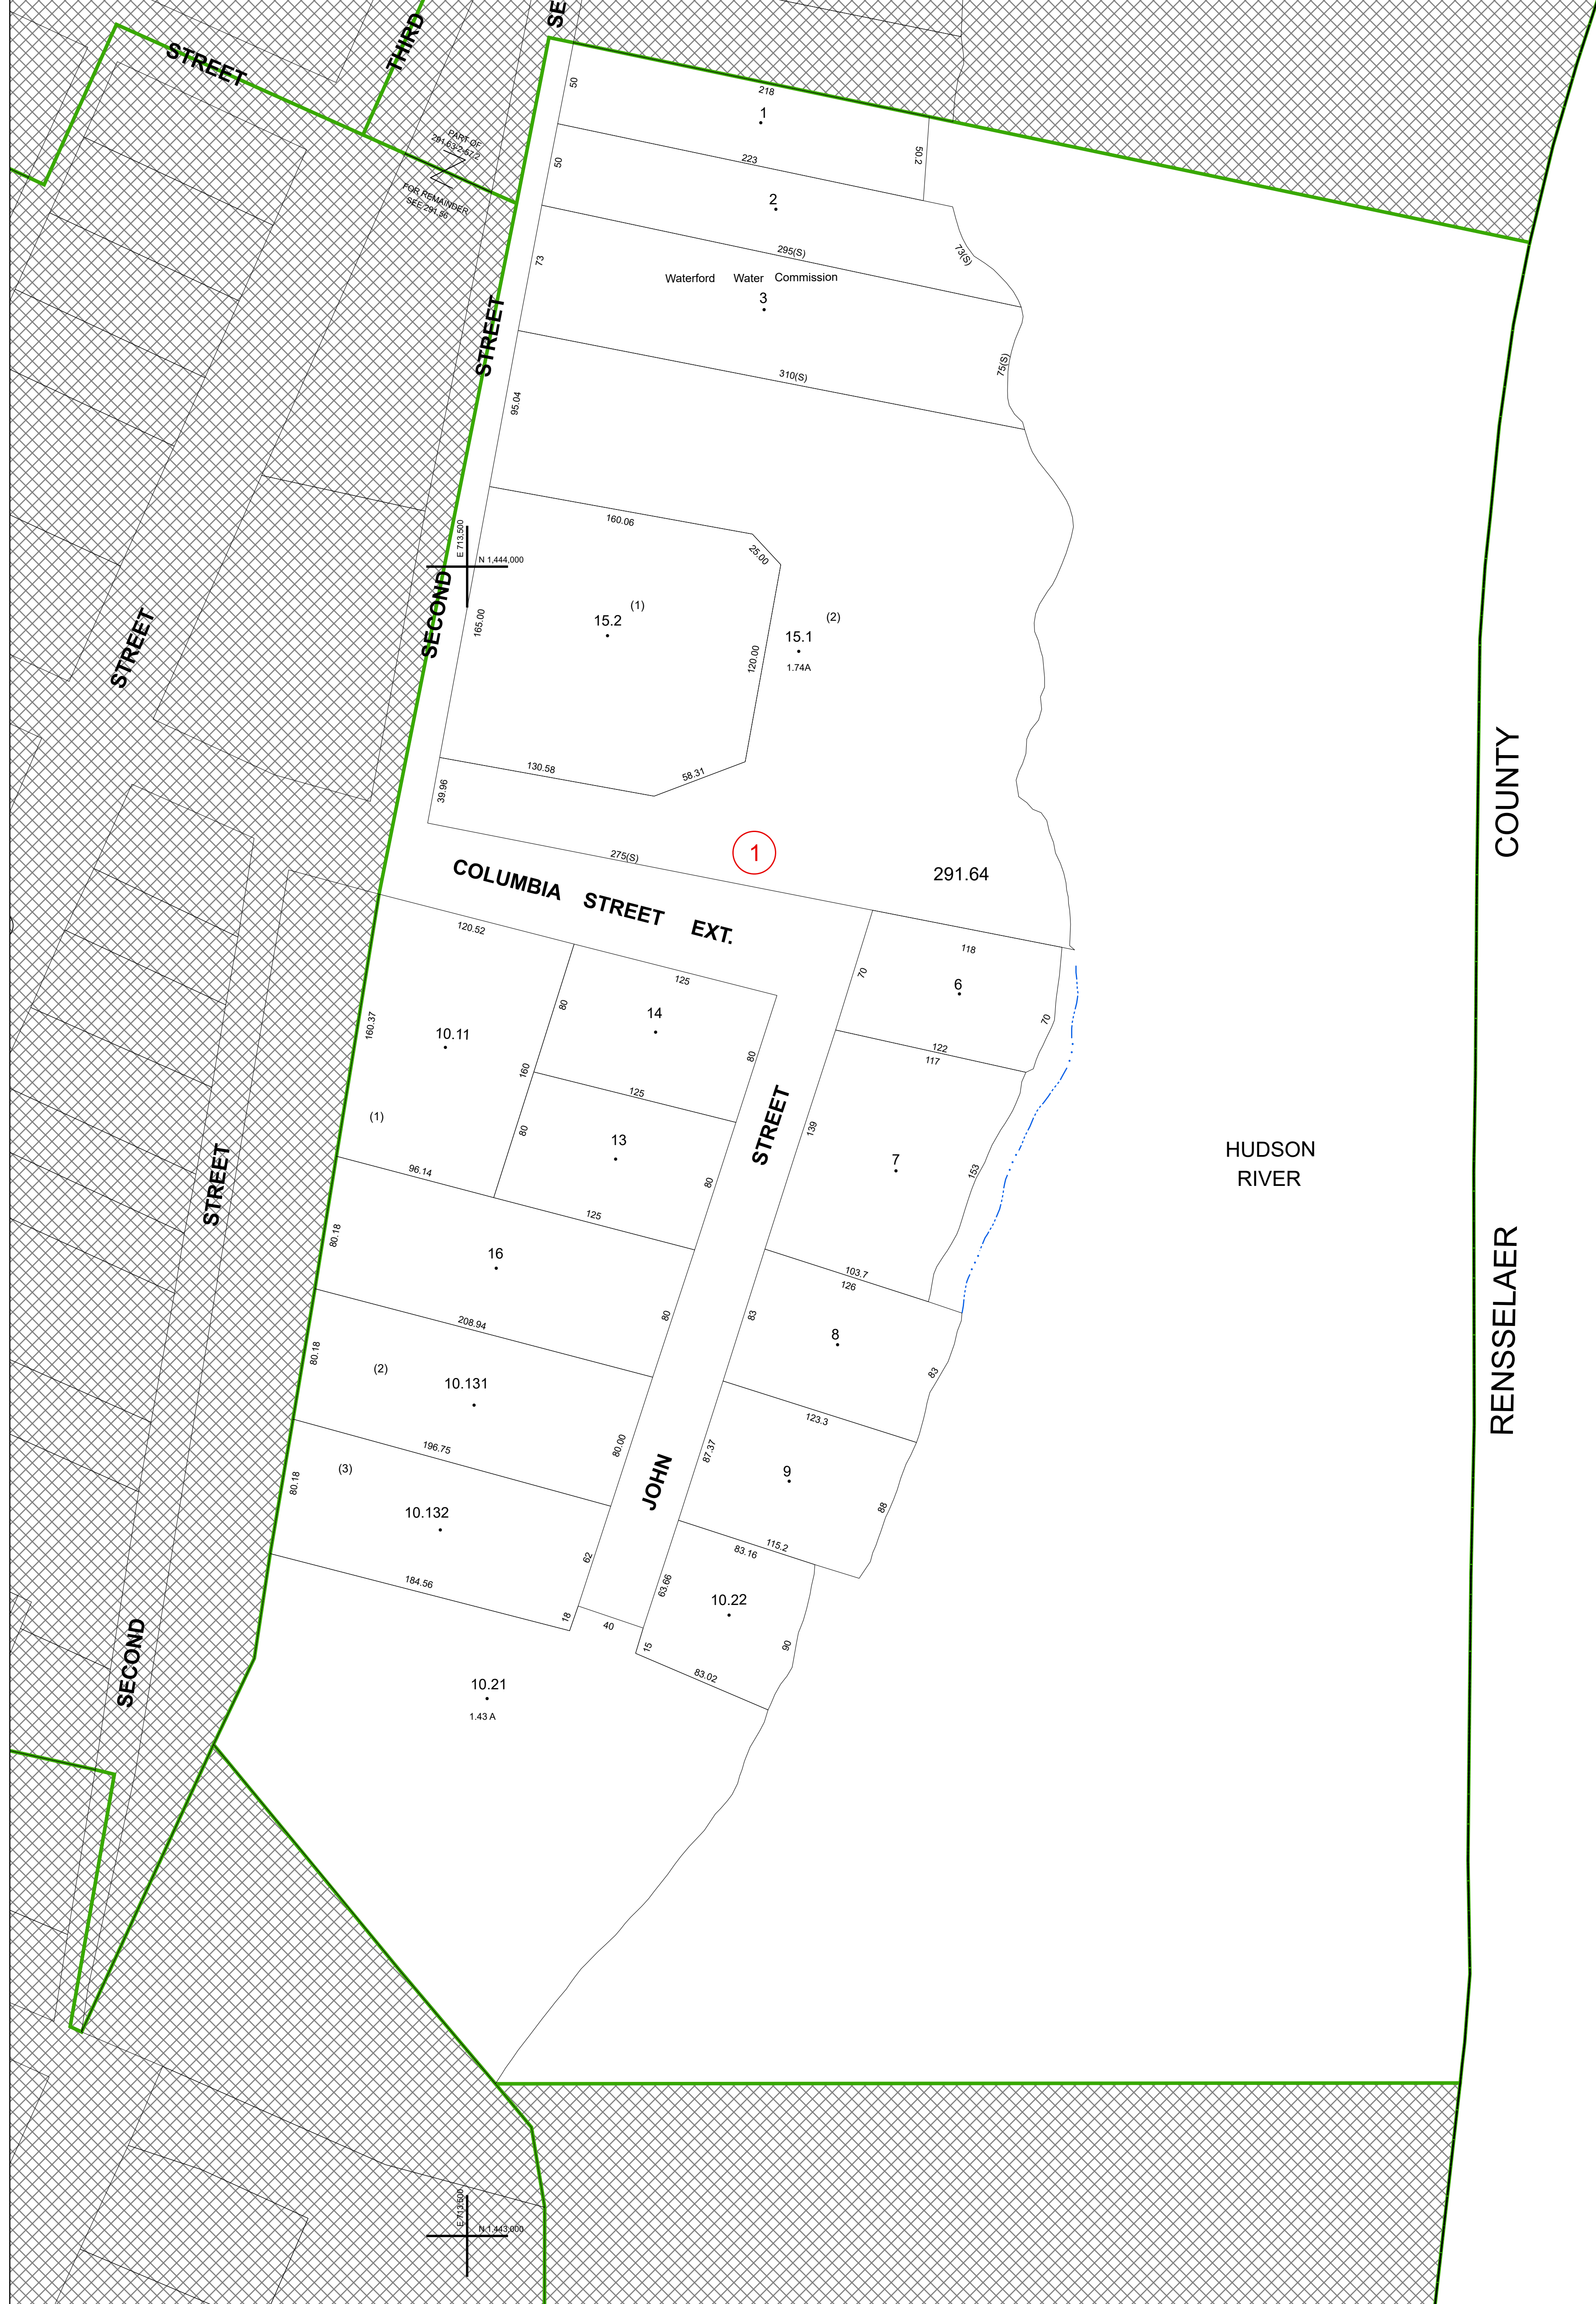 STREET
THIRD
SE
PART OF
291.63-2-57.2
FOR REMAINDER
SEE 291.56
50
218
1
50.2
50
223
2
73(S)
73
295(S)
Waterford Water Commission
3
STREET
75(S)
310(S)
95.04
160.06
25.00
E 713,500
N 1,444,000
SECOND
165.00
(1)
15.2
(2)
15.1
1.74A
120.00
STREET
130.58
58.31
39.96
COUNTY
275(S)
1
291.64
COLUMBIA STREET EXT.
120.52
125
118
70
6
70
80
14
160.37
10.11
80
122
117
160
125
(1)
80
13
STREET
139
7
153
HUDSON
RIVER
96.14
80
125
STREET
80.18
16
103.7
126
80
83
8
83
208.94
80.18
(2)
10.131
RENSSELAER
123.3
196.75
80.00
87.37
9
88
(3)
80.18
JOHN
10.132
115.2
83.16
62
63.66
10.22
184.56
18
40
15
90
83.02
SECOND
10.21
1.43 A
E 713,500
N 1,443,000